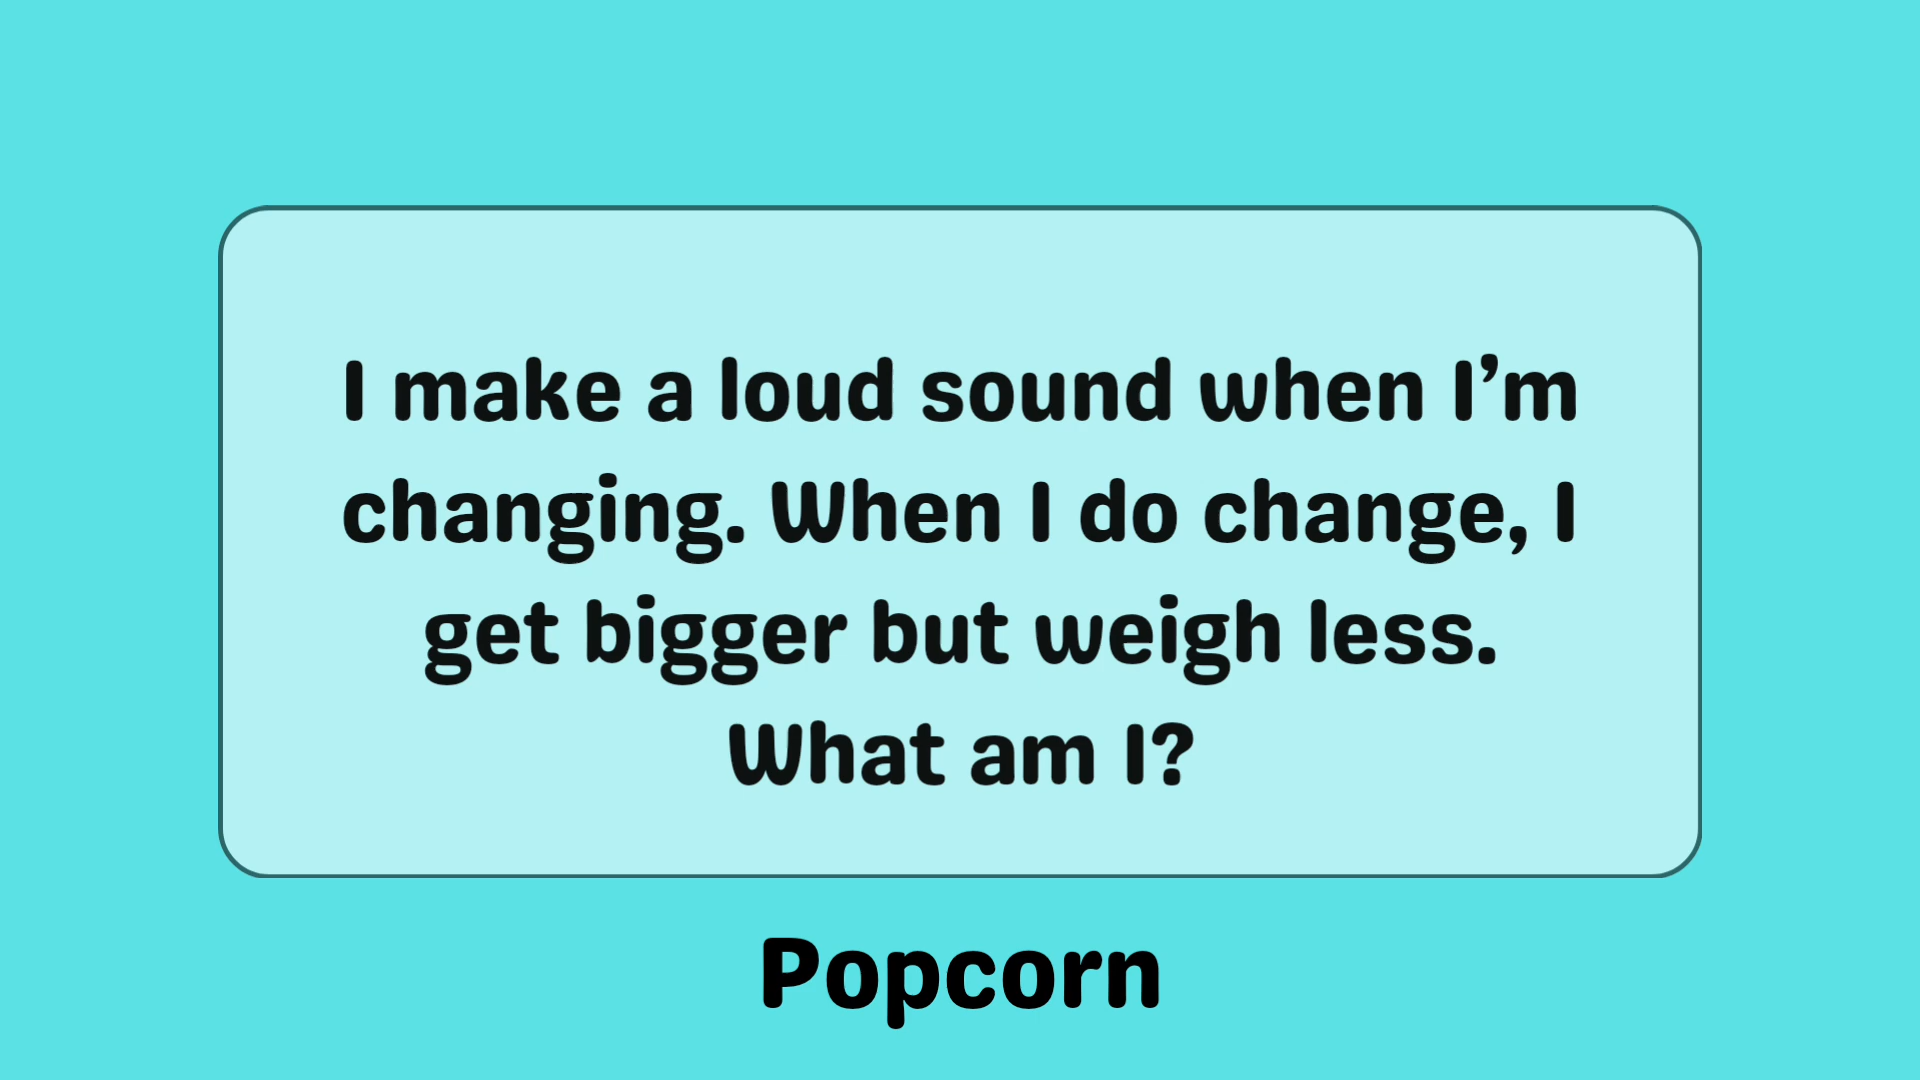 I make a loud sound when I’m
changing. When I do change, I
get bigger but weigh less.
What am I?
Popcorn